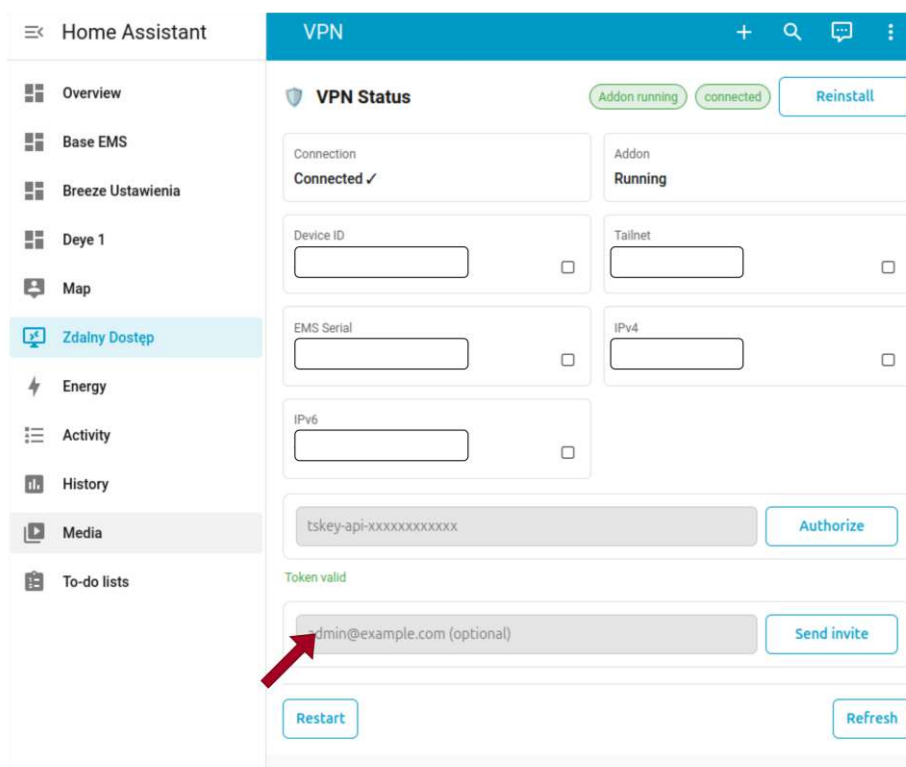 Home Assistant
VPN
Overview
Base EMS
Breeze Ustawienia
Deye 1
Map
Zdalny Dostęp
Energy
Activity
History
Media
To-do lists
VPN Status
Addon running
connected
Reinstall
Connection
Connected ✓
Addon
Running
Device ID
Tailnet
EMS Serial
IPv4
IPv6
tskey-api-xxxxxxxxxxxx
Authorize
Token valid
admin@example.com (optional)
Send invite
Restart
Refresh